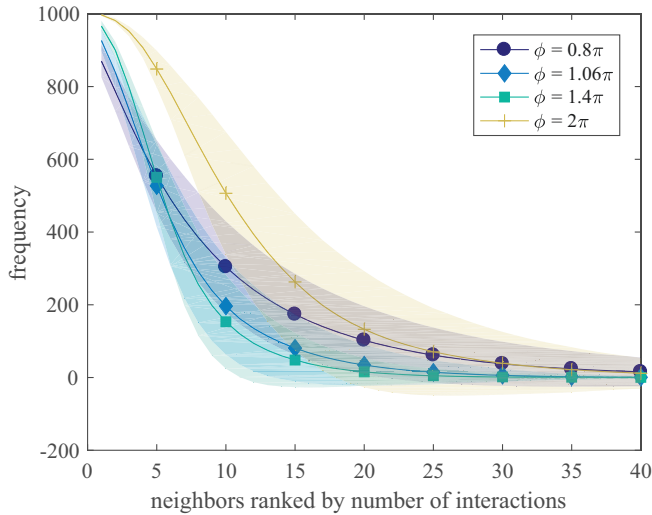 1000
800
600
400
200
0
-200
frequency
0 5 10 15 20 25 30 35 40
neighbors ranked by number of interactions
ϕ = 0.8π
ϕ = 1.06π
ϕ = 1.4π
ϕ = 2π